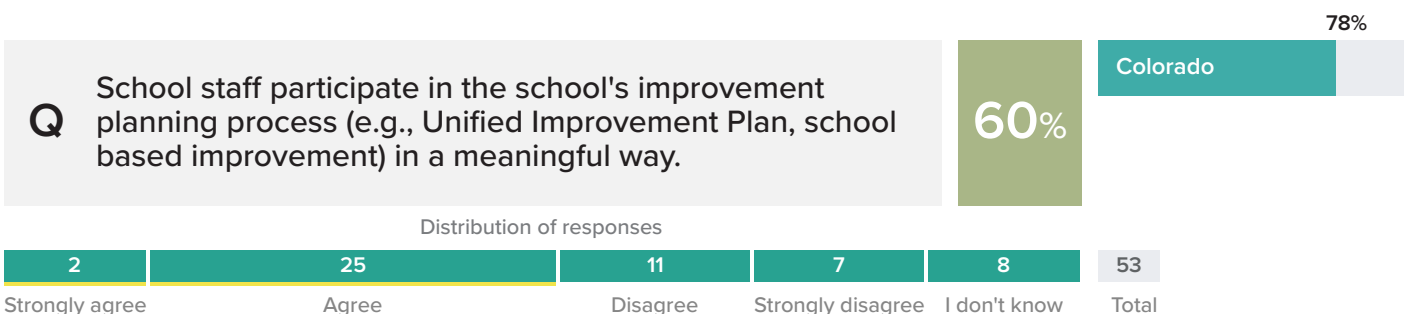 78%
Q
School staff participate in the school's improvement
planning process (e.g., Unified Improvement Plan, school
based improvement) in a meaningful way.
60%
Colorado
Distribution of responses
2 25 11 7 8 53
Strongly agree Agree Disagree Strongly disagree I don't know Total